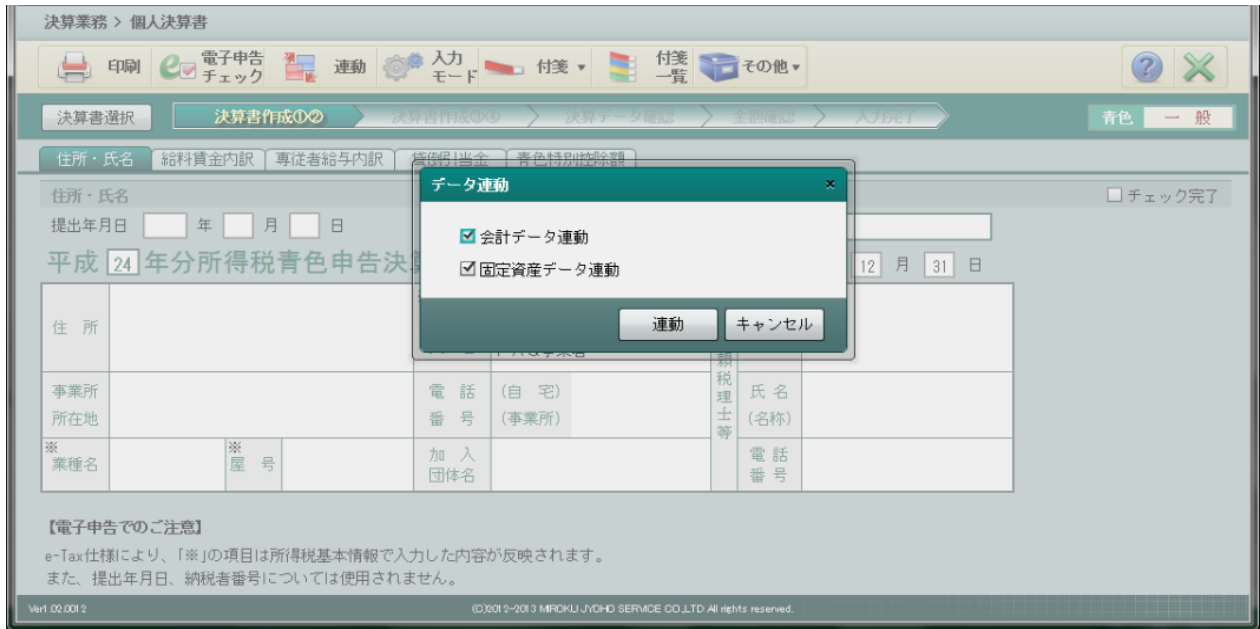 決算業務 > 個人決算書
印刷 電子申告チェック 連動 入力モード 付箋 付箋一覧 その他
決算書選択 決算書作成①② 決算書作成③④ 決算データ確認 金額確認 入力完了 青色 一般
住所・氏名 給料賃金内訳 専従者給与内訳 貸倒引当金 青色特別控除額
住所・氏名 チェック完了
提出年月日 年 月 日
平成 24 年分所得税青色申告決 12 月 31 日
データ連動 ×
会計データ連動
固定資産データ連動
連動 キャンセル
住 所
事業所所在地
電話番号
(自 宅)
(事業所)
頼税理士等
氏名(名称)
※業種名
※屋 号
加入団体名
電話番号
【電子申告でのご注意】
e-Tax仕様により、「※」の項目は所得税基本情報で入力した内容が反映されます。
また、提出年月日、納税者番号については使用されません。
Ver1.02.0012 (C)2012-2013 MIROKU JYOHO SERVICE CO.,LTD All rights reserved.